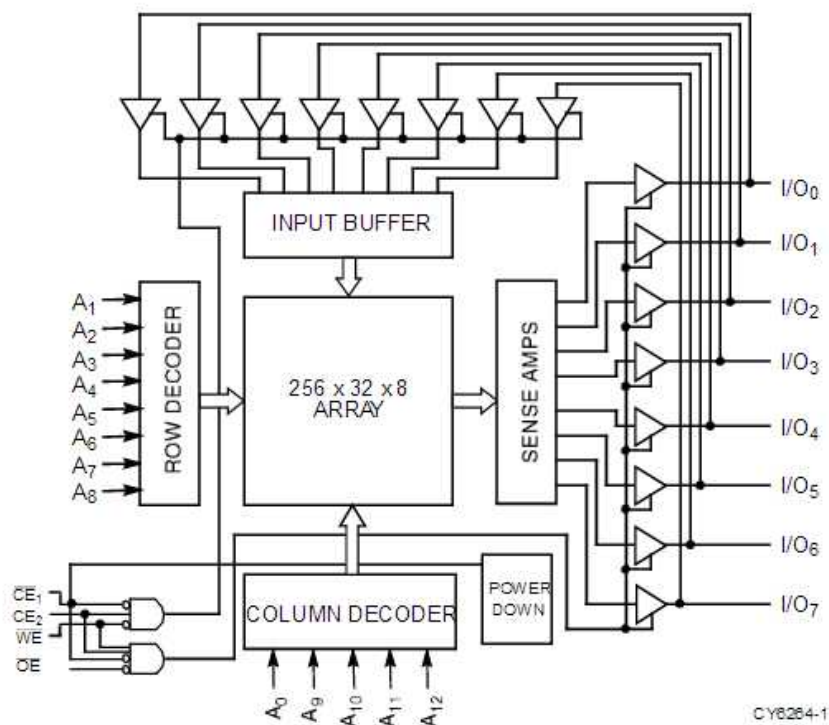 INPUT BUFFER
I/O0
I/O1
I/O2
I/O3
I/O4
I/O5
I/O6
I/O7
A1
A2
A3
A4
A5
A6
A7
A8
ROW DECODER
256 x 32 x 8
ARRAY
SENSE AMPS
CE1
CE2
WE
OE
COLUMN DECODER
POWER
DOWN
A0
A9
A10
A11
A12
CY6264-1